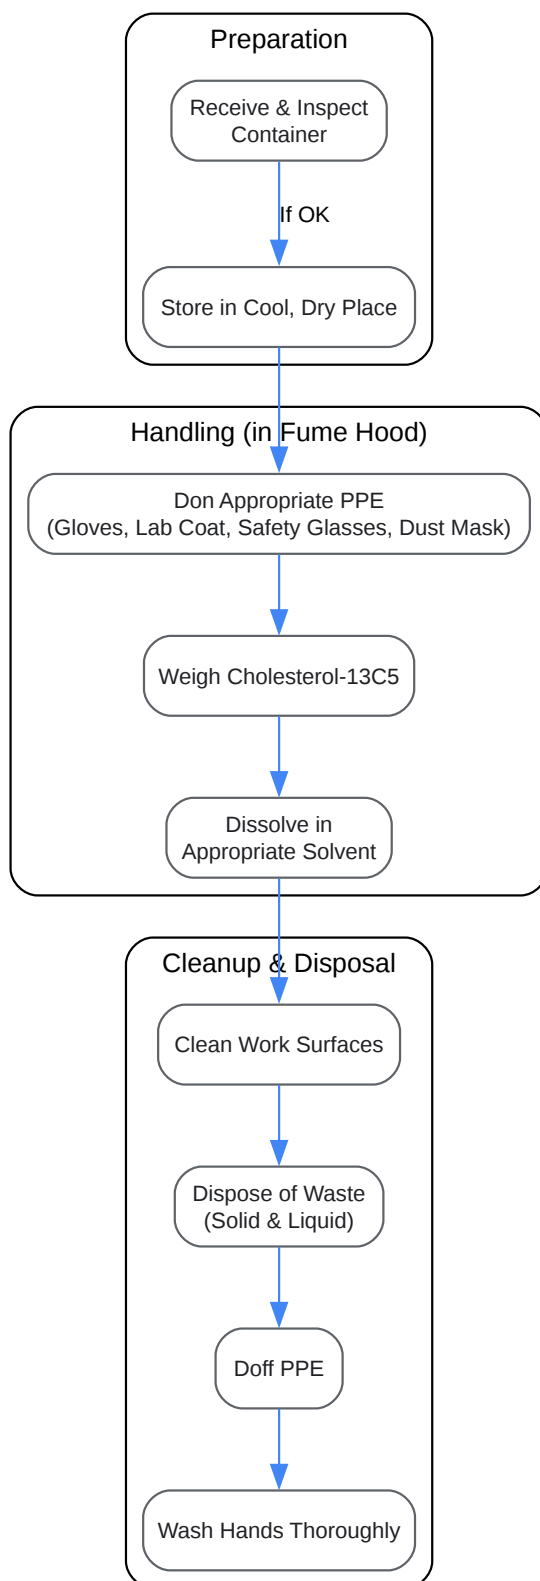 Preparation
Receive & Inspect
Container
If OK
Store in Cool, Dry Place
Handling (in Fume Hood)
Don Appropriate PPE
(Gloves, Lab Coat, Safety Glasses, Dust Mask)
Weigh Cholesterol-13C5
Dissolve in
Appropriate Solvent
Cleanup & Disposal
Clean Work Surfaces
Dispose of Waste
(Solid & Liquid)
Doff PPE
Wash Hands Thoroughly